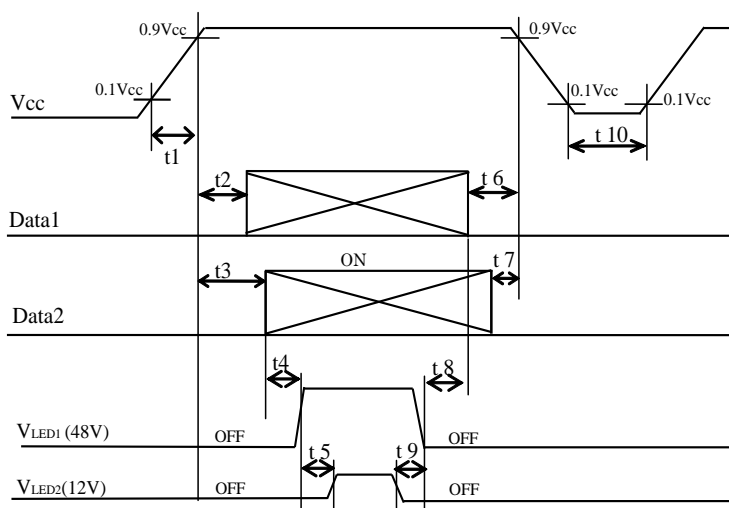 0.9Vcc
0.9Vcc
0.1Vcc
0.1Vcc
0.1Vcc
Vcc
t1
t 10
t2
t 6
Data1
ON
t3
t 7
Data2
t4
t 8
VLED1 (48V)
OFF
OFF
t 5
t 9
VLED2(12V)
OFF
OFF